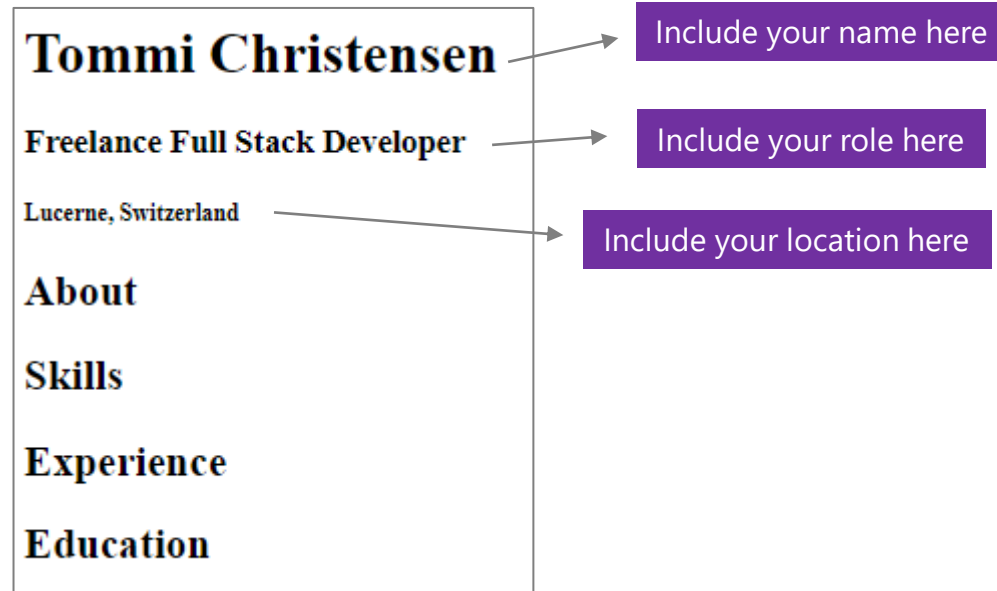 Tommi Christensen
Include your name here
Freelance Full Stack Developer
Include your role here
Lucerne, Switzerland
Include your location here
About
Skills
Experience
Education